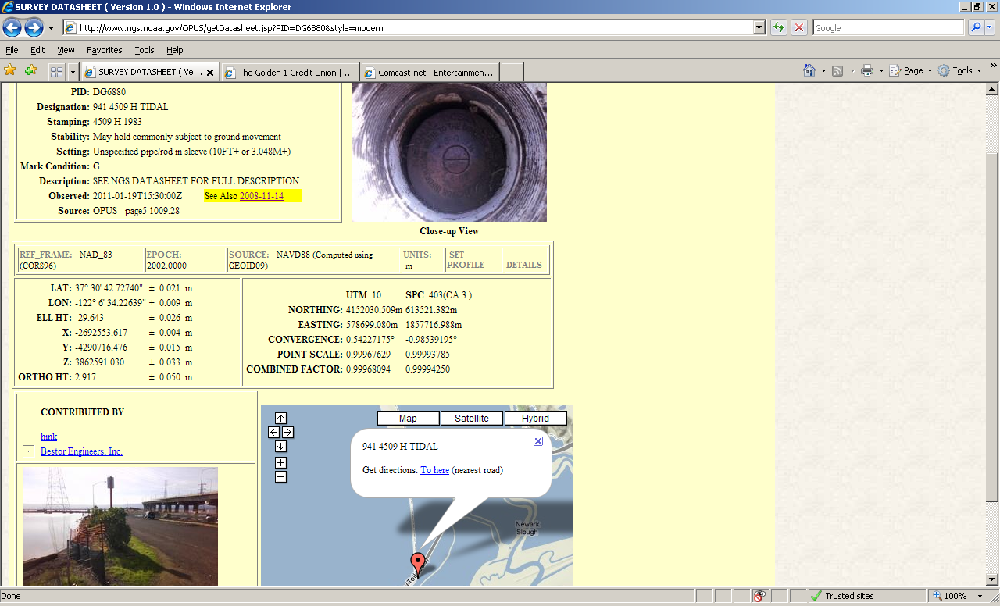 SURVEY DATASHEET ( Version 1.0 ) - Windows Internet Explorer
http://www.ngs.noaa.gov/OPUS/getDatasheet.jsp?PID=DG6880&style=modern
Google
File Edit View Favorites Tools Help
SURVEY DATASHEET ( Ve...
The Golden 1 Credit Union | ...
Comcast.net | Entertainmen...
Page Tools
PID: DG6880
Designation: 941 4509 H TIDAL
Stamping: 4509 H 1983
Stability: May hold commonly subject to ground movement
Setting: Unspecified pipe/rod in sleeve (10FT+ or 3.048M+)
Mark Condition: G
Description: SEE NGS DATASHEET FOR FULL DESCRIPTION.
Observed: 2011-01-19T15:30:00Z See Also 2008-11-14
Source: OPUS - page5 1009.28
Close-up View
REF_FRAME: NAD_83 (CORS96)
EPOCH: 2002.0000
SOURCE: NAVD88 (Computed using GEOID09)
UNITS: m
SET PROFILE
DETAILS
LAT: 37° 30' 42.72740" ± 0.021 m
LON: -122° 6' 34.22639" ± 0.009 m
ELL HT: -29.643 ± 0.026 m
X: -2692553.617 ± 0.004 m
Y: -4290716.476 ± 0.015 m
Z: 3862591.030 ± 0.033 m
ORTHO HT: 2.917 ± 0.050 m
UTM 10 SPC 403(CA 3 )
NORTHING: 4152030.509m 613521.382m
EASTING: 578699.080m 1857716.988m
CONVERGENCE: 0.54227175° -0.98539195°
POINT SCALE: 0.99967629 0.99993785
COMBINED FACTOR: 0.99968094 0.99994250
CONTRIBUTED BY
hink
Bestor Engineers, Inc.
Map Satellite Hybrid
941 4509 H TIDAL
Get directions: To here (nearest road)
Newark
Slough
Done
Trusted sites
100%